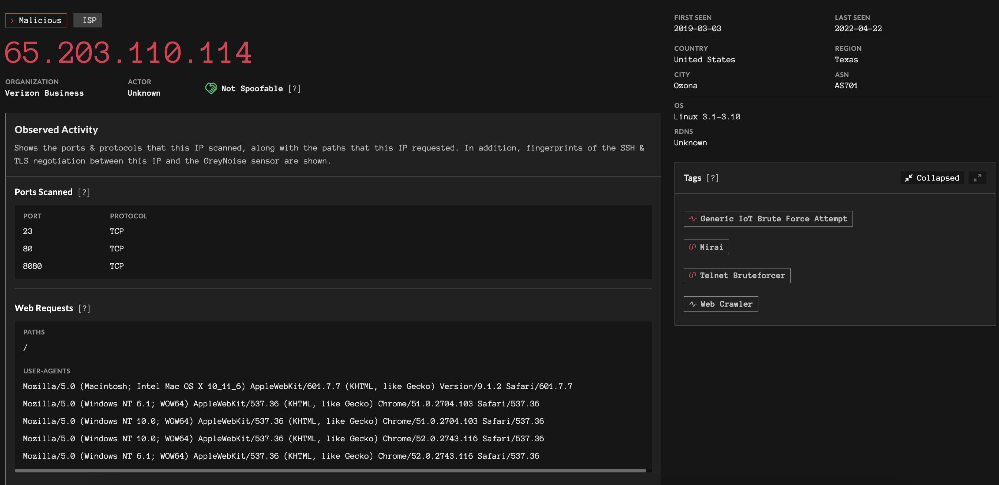 Malicious
ISP
65.203.110.114
ORGANIZATION
Verizon Business
ACTOR
Unknown
Not Spoofable [?]
Observed Activity
Shows the ports & protocols that this IP scanned, along with the paths that this IP requested. In addition, fingerprints of the SSH &
TLS negotiation between this IP and the GreyNoise sensor are shown.
Ports Scanned [?]
PORT PROTOCOL
23 TCP
80 TCP
8080 TCP
Web Requests [?]
PATHS
/
USER-AGENTS
Mozilla/5.0 (Macintosh; Intel Mac OS X 10_11_6) AppleWebKit/601.7.7 (KHTML, like Gecko) Version/9.1.2 Safari/601.7.7
Mozilla/5.0 (Windows NT 6.1; WOW64) AppleWebKit/537.36 (KHTML, like Gecko) Chrome/51.0.2704.103 Safari/537.36
Mozilla/5.0 (Windows NT 10.0; WOW64) AppleWebKit/537.36 (KHTML, like Gecko) Chrome/51.0.2704.103 Safari/537.36
Mozilla/5.0 (Windows NT 10.0; WOW64) AppleWebKit/537.36 (KHTML, like Gecko) Chrome/52.0.2743.116 Safari/537.36
Mozilla/5.0 (Windows NT 6.1; WOW64) AppleWebKit/537.36 (KHTML, like Gecko) Chrome/52.0.2743.116 Safari/537.36
FIRST SEEN
2019-03-03
LAST SEEN
2022-04-22
COUNTRY
United States
REGION
Texas
CITY
Ozona
ASN
AS701
OS
Linux 3.1-3.10
RDNS
Unknown
Tags [?]
Collapsed
Generic IoT Brute Force Attempt
Mirai
Telnet Bruteforcer
Web Crawler